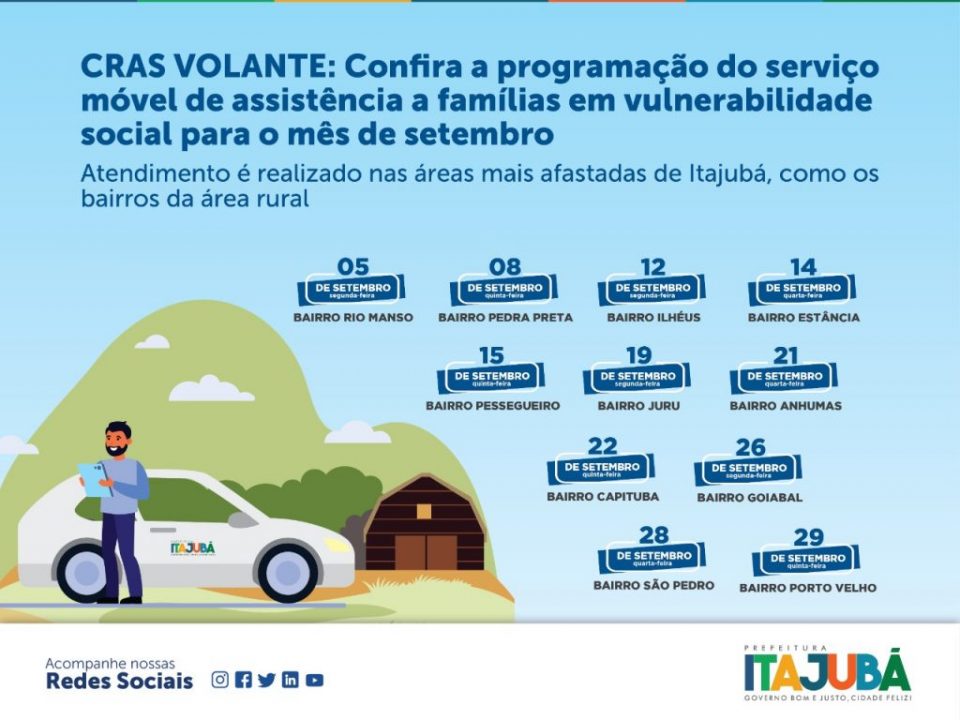 CRAS VOLANTE: Confira a programação do serviço
móvel de assistência a famílias em vulnerabilidade
social para o mês de setembro
Atendimento é realizado nas áreas mais afastadas de Itajubá, como os
bairros da área rural
05
DE SETEMBRO
segunda-feira
BAIRRO RIO MANSO
08
DE SETEMBRO
quinta-feira
BAIRRO PEDRA PRETA
12
DE SETEMBRO
segunda-feira
BAIRRO ILHÉUS
14
DE SETEMBRO
quarta-feira
BAIRRO ESTÂNCIA
15
DE SETEMBRO
quinta-feira
BAIRRO PESSEGUEIRO
19
DE SETEMBRO
segunda-feira
BAIRRO JURU
21
DE SETEMBRO
quarta-feira
BAIRRO ANHUMAS
22
DE SETEMBRO
quinta-feira
BAIRRO CAPITUBA
26
DE SETEMBRO
segunda-feira
BAIRRO GOIABAL
28
DE SETEMBRO
quarta-feira
BAIRRO SÃO PEDRO
29
DE SETEMBRO
quinta-feira
BAIRRO PORTO VELHO
PREFEITURA
ITAJUBÁ
Acompanhe nossas
Redes Sociais
PREFEITURA
ITAJUBÁ
GOVERNO BOM E JUSTO, CIDADE FELIZ!